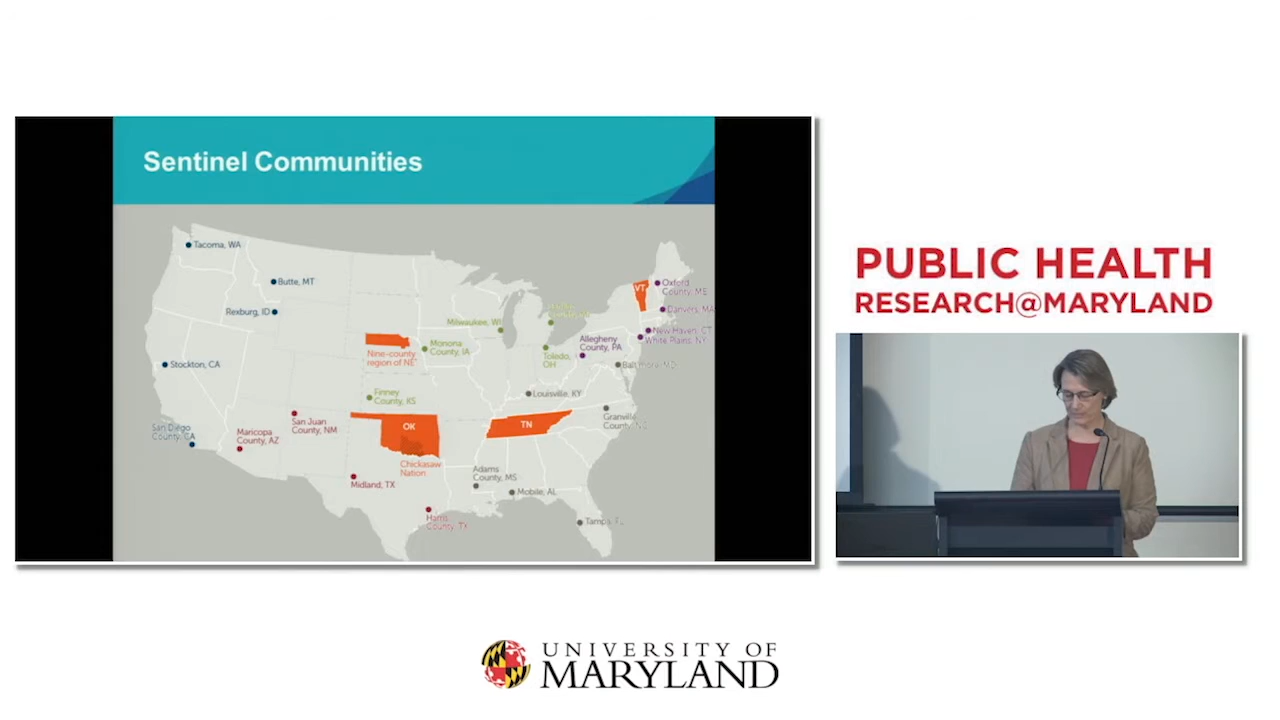 Sentinel Communities
Tacoma, WA
Butte, MT
Rexburg, ID
Stockton, CA
San Diego
County, CA
Maricopa
County, AZ
San Juan
County, NM
Midland, TX
Harris
County, TX
Nine-county
region of NE
Finney
County, KS
OK
Chickasaw
Nation
Monona
County, IA
Milwaukee, WI
Toledo,
OH
Allegheny
County, PA
Louisville, KY
TN
Adams
County, MS
Mobile, AL
Tampa, FL
Granville
County, NC
Baltimore, MD
VT
Oxford
County, ME
Danvers, MA
New Haven, CT
White Plains, NY
PUBLIC HEALTH
RESEARCH@MARYLAND
UNIVERSITY OF
MARYLAND